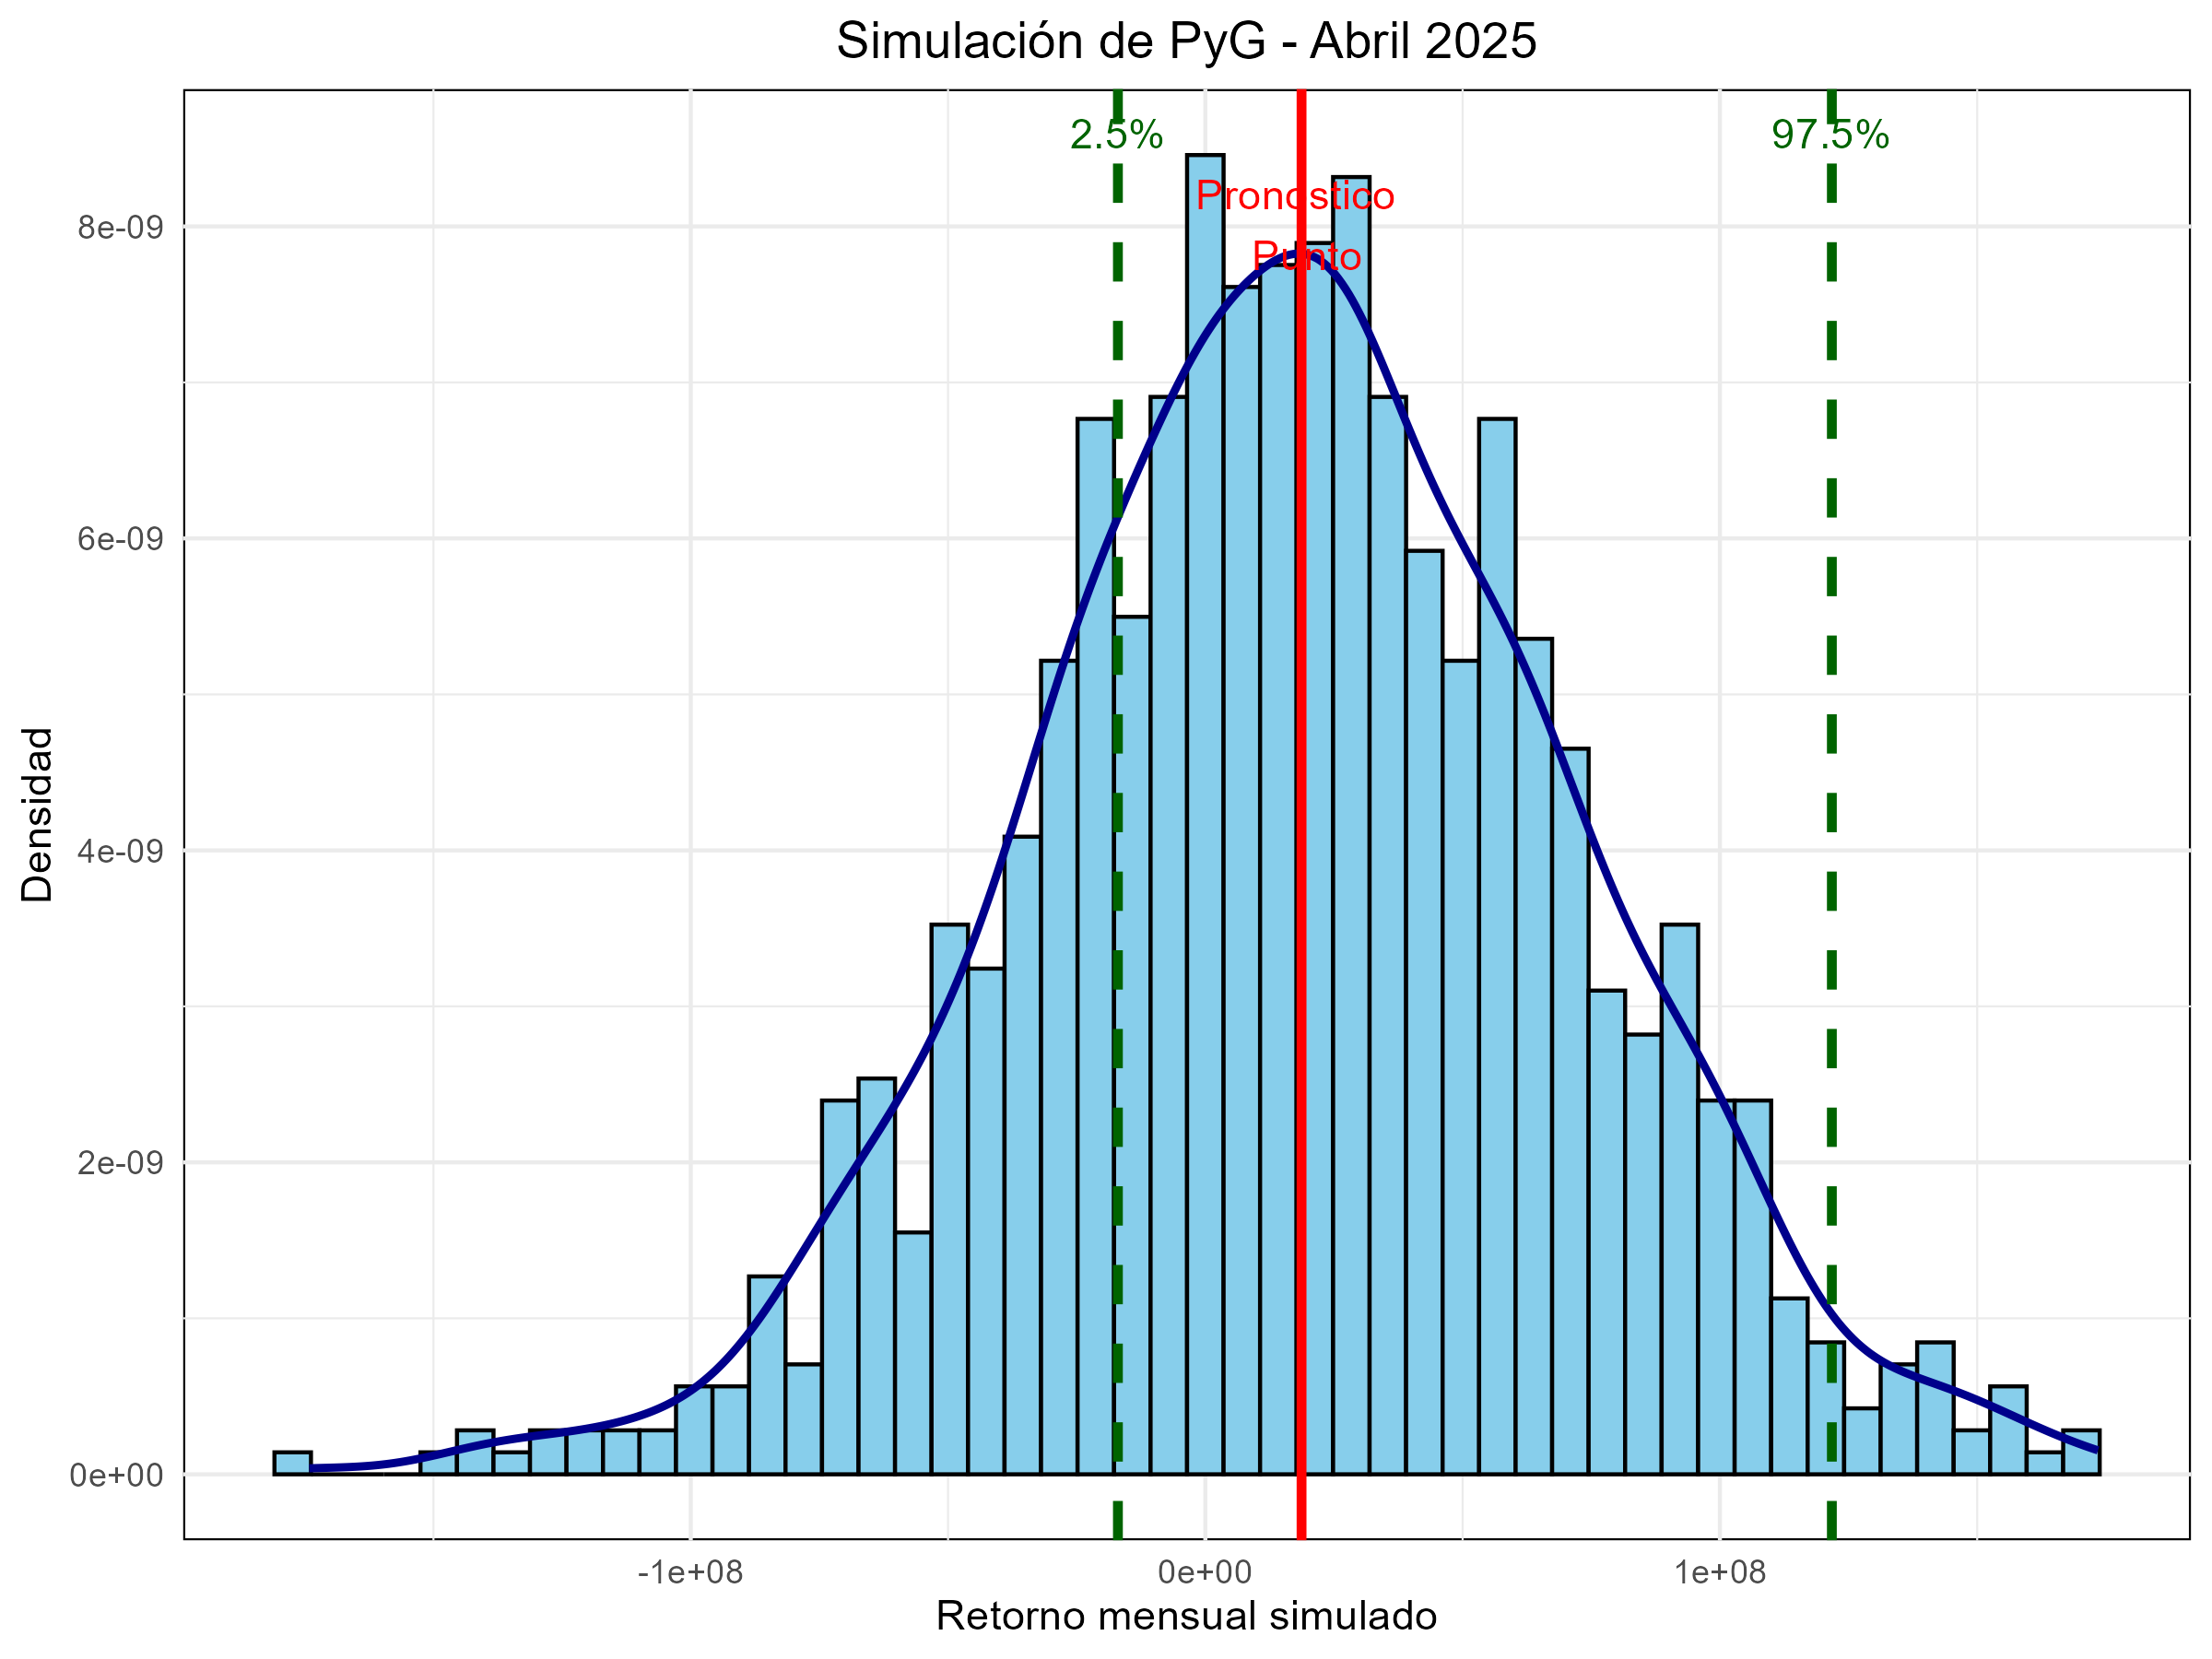 Simulación de PyG - Abril 2025
2.5%
97.5%
Pronostico
Punto
8e-09
6e-09
4e-09
2e-09
0e+00
Densidad
-1e+08
0e+00
1e+08
Retorno mensual simulado